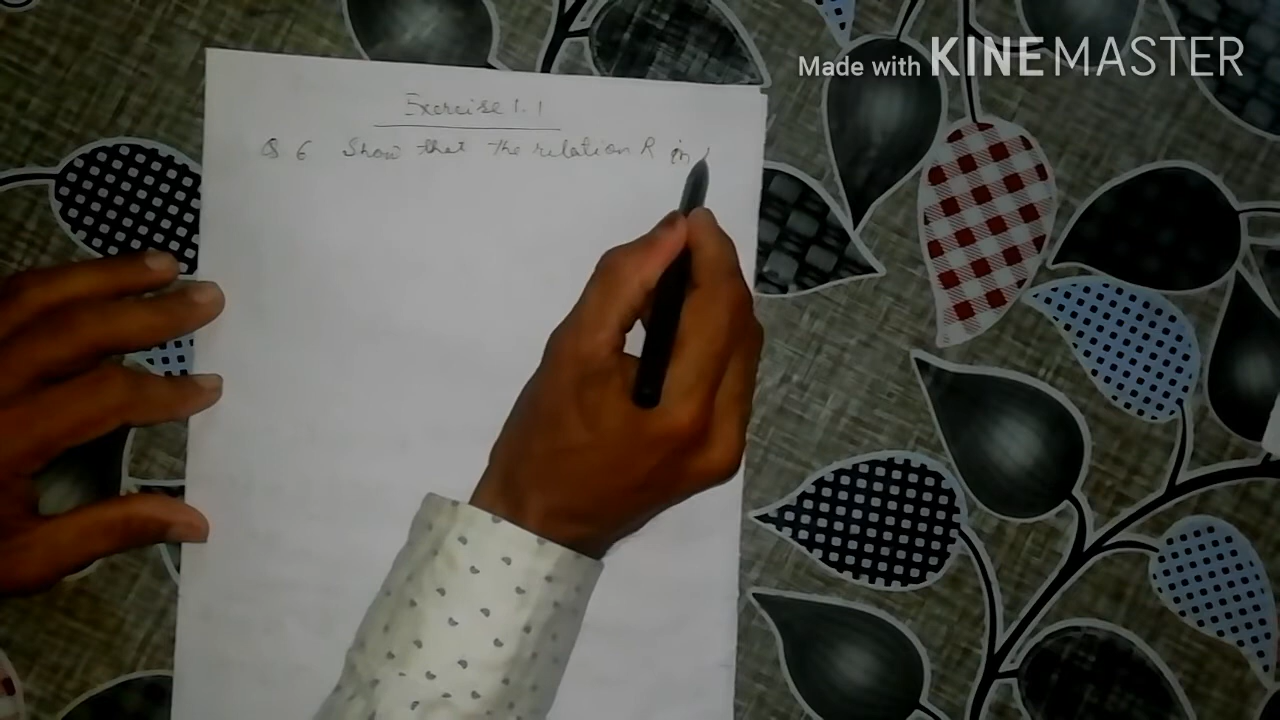 Made with KINEMASTER
Exercise 1.1
Q 6 Show that the relation R in